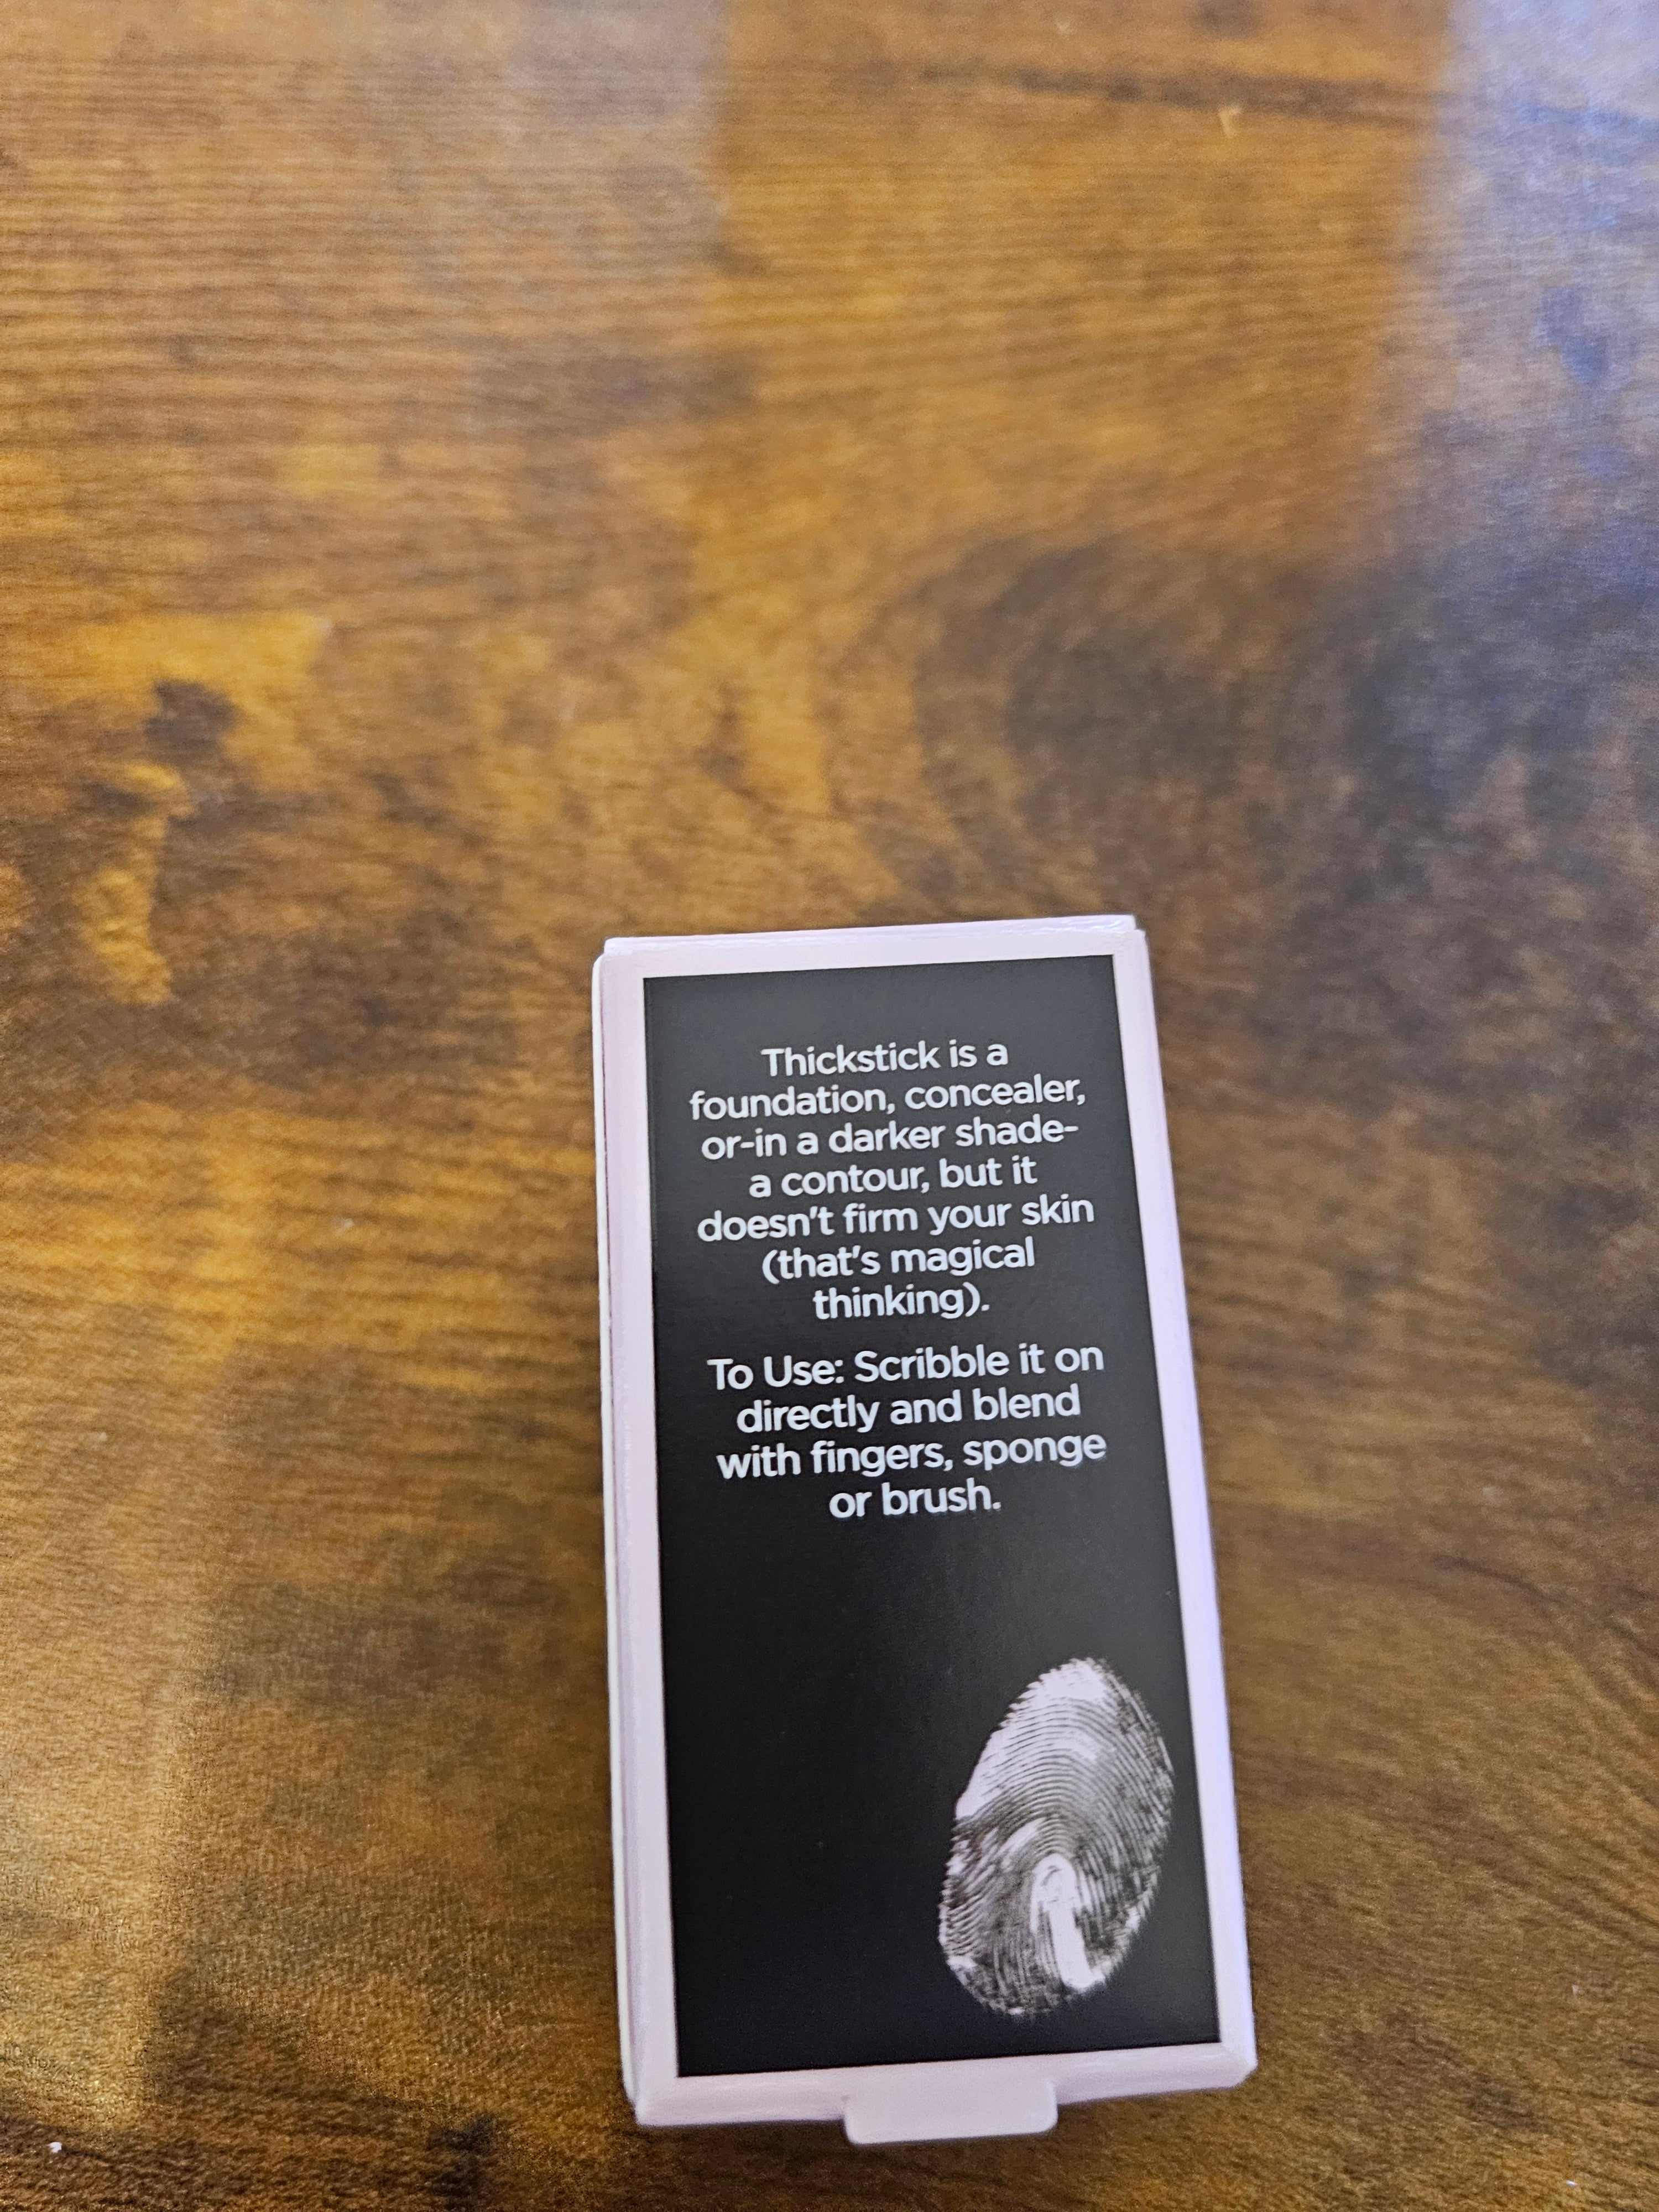 Thickstick is a
foundation, concealer,
or-in a darker shade-
a contour, but it
doesn't firm your skin
(that's magical
thinking).
To Use: Scribble it on
directly and blend
with fingers, sponge
or brush.